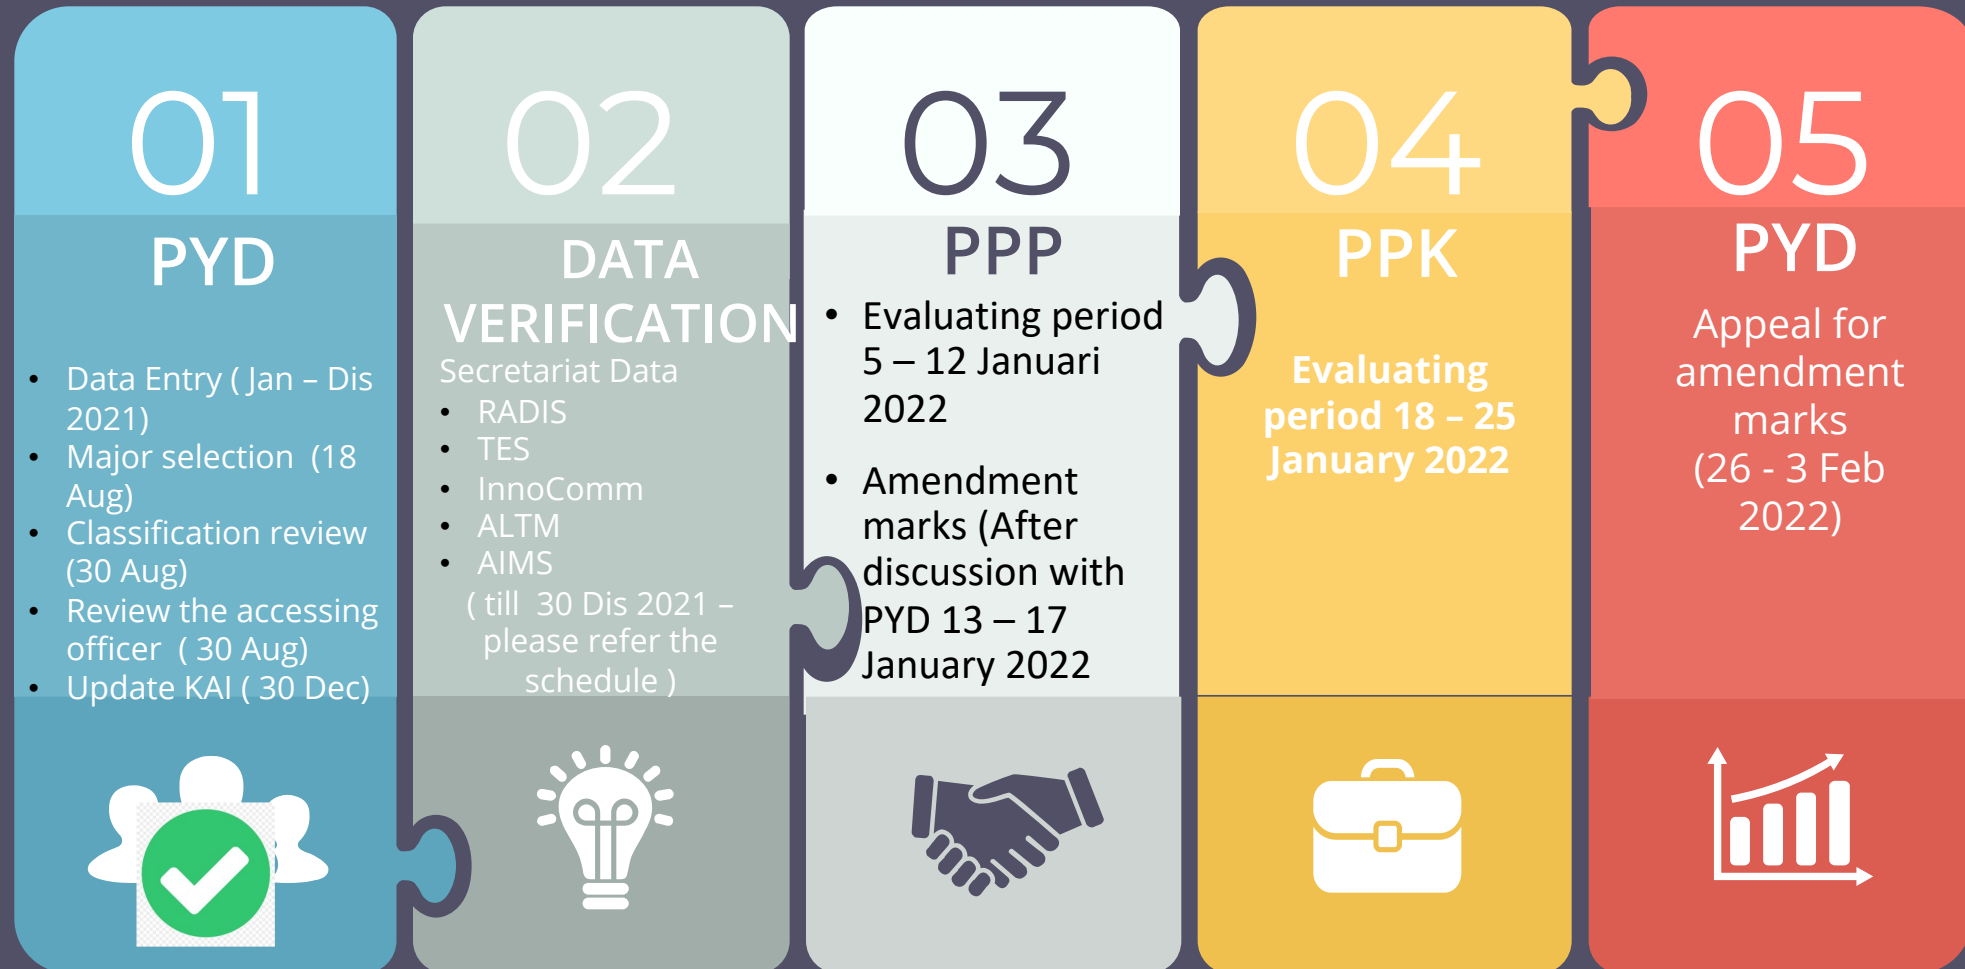 01
PYD
• Data Entry ( Jan – Dis
2021)
• Major selection (18
Aug)
• Classification review
(30 Aug)
• Review the accessing
officer ( 30 Aug)
• Update KAI ( 30 Dec)
02
DATA
VERIFICATION
Secretariat Data
• RADIS
• TES
• InnoComm
• ALTM
• AIMS
( till 30 Dis 2021 –
please refer the
schedule )
03
PPP
• Evaluating period
5 – 12 Januari
2022
• Amendment
marks (After
discussion with
PYD 13 – 17
January 2022
04
PPK
Evaluating
period 18 – 25
January 2022
05
PYD
Appeal for
amendment
marks
(26 - 3 Feb
2022)